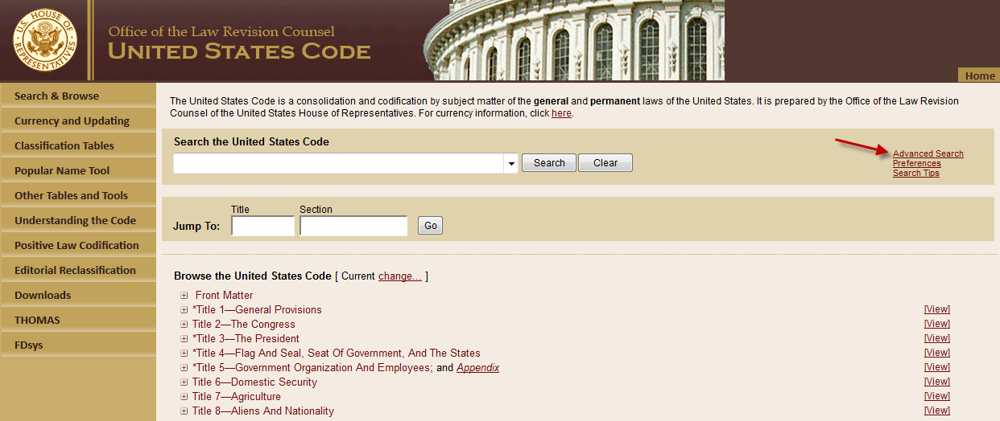 U.S. HOUSE OF REPRESENTATIVES
Office of the Law Revision Counsel
UNITED STATES CODE
Home
Search & Browse
Currency and Updating
Classification Tables
Popular Name Tool
Other Tables and Tools
Understanding the Code
Positive Law Codification
Editorial Reclassification
Downloads
THOMAS
FDsys
The United States Code is a consolidation and codification by subject matter of the general and permanent laws of the United States. It is prepared by the Office of the Law Revision
Counsel of the United States House of Representatives. For currency information, click here.
Search the United States Code
Search Clear
Advanced Search
Preferences
Search Tips
Title Section
Jump To: Go
Browse the United States Code [ Current change... ]
Front Matter
*Title 1—General Provisions [View]
Title 2—The Congress [View]
*Title 3—The President [View]
*Title 4—Flag And Seal, Seat Of Government, And The States [View]
*Title 5—Government Organization And Employees; and Appendix [View]
Title 6—Domestic Security [View]
Title 7—Agriculture [View]
Title 8—Aliens And Nationality [View]